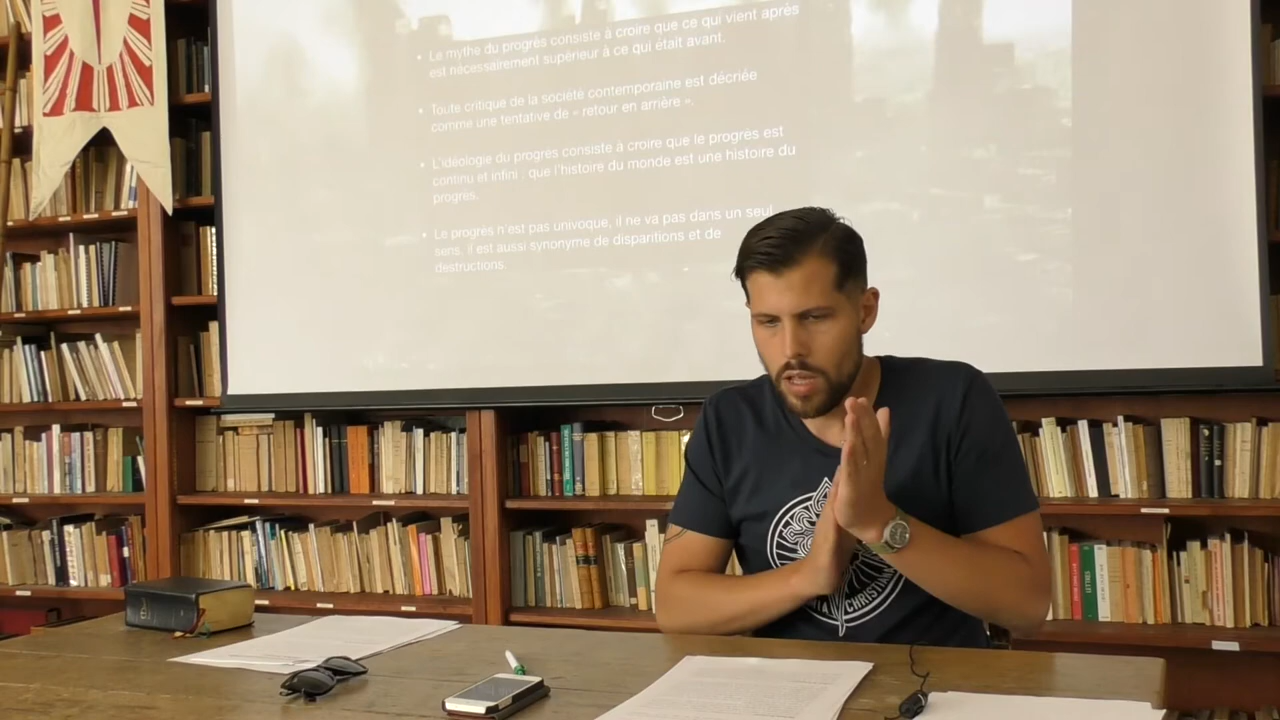 • Le mythe du progrès consiste à croire que ce qui vient après
est nécessairement supérieur à ce qui était avant.
• Toute critique de la société contemporaine est décriée
comme une tentative de « retour en arrière ».
• L'idéologie du progrès consiste à croire que le progrès est
continu et infini , que l'histoire du monde est une histoire du
progrès.
• Le progrès n'est pas univoque, il ne va pas dans un seul
sens, il est aussi synonyme de disparitions et de
destructions.
CHRISTIANA